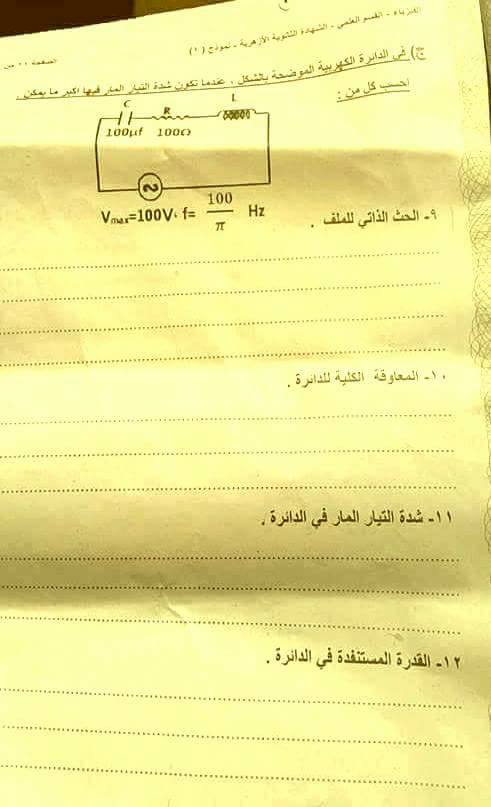 الفيزياء - القسم العلمي - الشهادة الثانوية الأزهرية - نموذج (١)
الصفحة
ج) في الدائرة الكهربية الموضحة بالشكل ، عندما تكون شدة التيار المار فيها أكبر ما يمكن .
احسب كل من :
C R L
100μf 100Ω
Vmax=100V، f= 100/π Hz
٩- الحث الذاتي للملف .
١٠- المعاوقة الكلية للدائرة .
١١- شدة التيار المار في الدائرة .
١٢- القدرة المستنفدة في الدائرة .